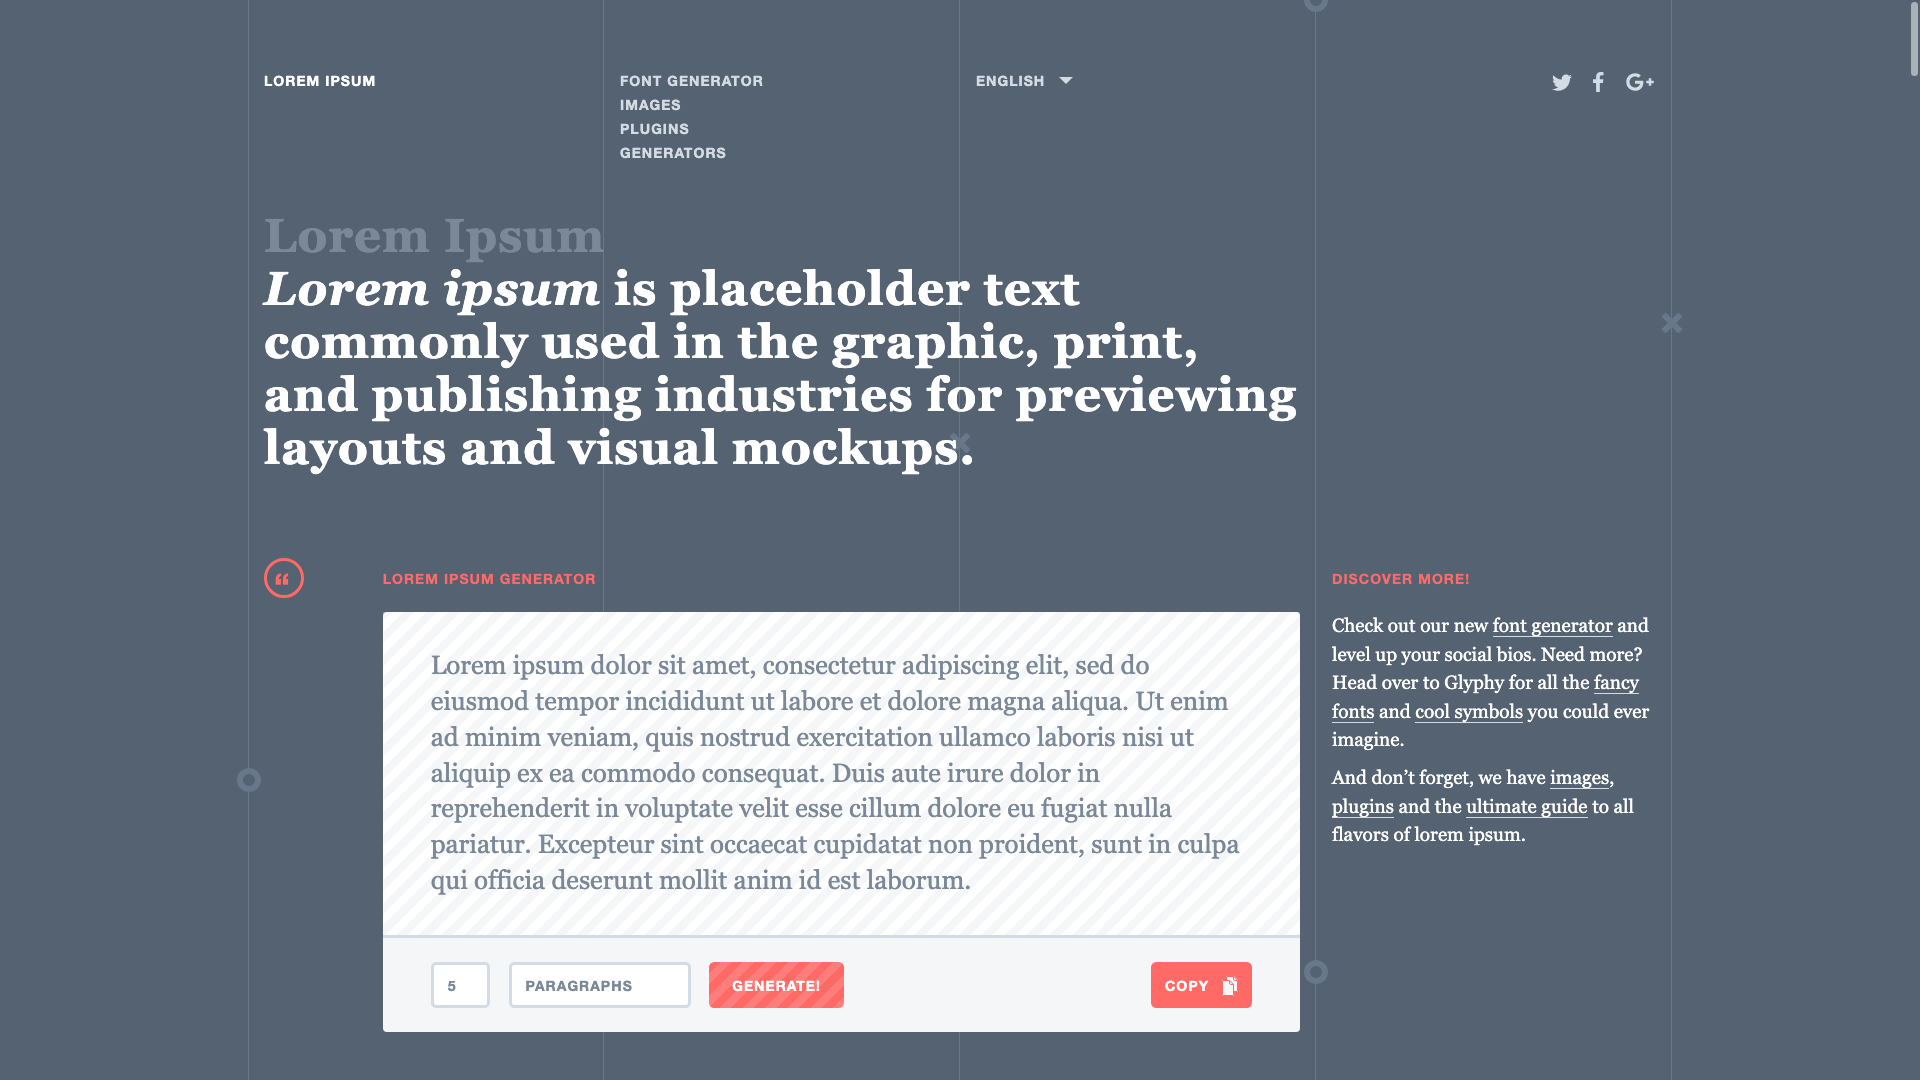 LOREM IPSUM
FONT GENERATOR
IMAGES
PLUGINS
GENERATORS
ENGLISH
G+
Lorem Ipsum
Lorem ipsum is placeholder text
commonly used in the graphic, print,
and publishing industries for previewing
layouts and visual mockups.
LOREM IPSUM GENERATOR
Lorem ipsum dolor sit amet, consectetur adipiscing elit, sed do
eiusmod tempor incididunt ut labore et dolore magna aliqua. Ut enim
ad minim veniam, quis nostrud exercitation ullamco laboris nisi ut
aliquip ex ea commodo consequat. Duis aute irure dolor in
reprehenderit in voluptate velit esse cillum dolore eu fugiat nulla
pariatur. Excepteur sint occaecat cupidatat non proident, sunt in culpa
qui officia deserunt mollit anim id est laborum.
5
PARAGRAPHS
GENERATE!
COPY
DISCOVER MORE!
Check out our new font generator and
level up your social bios. Need more?
Head over to Glyphy for all the fancy
fonts and cool symbols you could ever
imagine.
And don’t forget, we have images,
plugins and the ultimate guide to all
flavors of lorem ipsum.